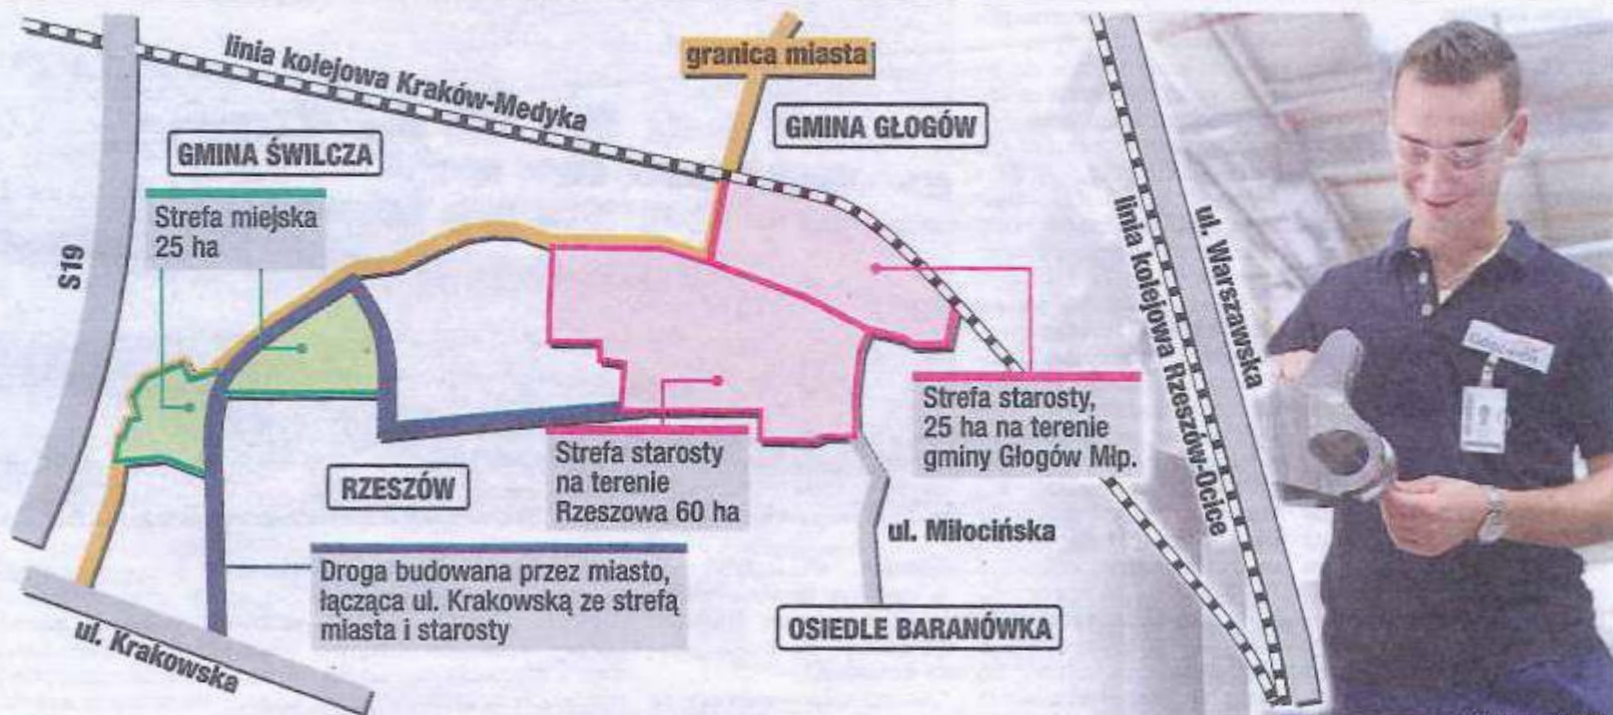 linia kolejowa Kraków-Medyka
granica miasta
GMINA GŁOGÓW
GMINA ŚWILCZA
Strefa miejska
25 ha
S19
Strefa starosty,
25 ha na terenie
gminy Głogów Młp.
Strefa starosty
na terenie
Rzeszowa 60 ha
RZESZÓW
ul. Miłocińska
Droga budowana przez miasto,
łącząca ul. Krakowską ze strefą
miasta i starosty
OSIEDLE BARANÓWKA
ul. Krakowska
linia kolejowa Rzeszów-Ocice
ul. Warszawska